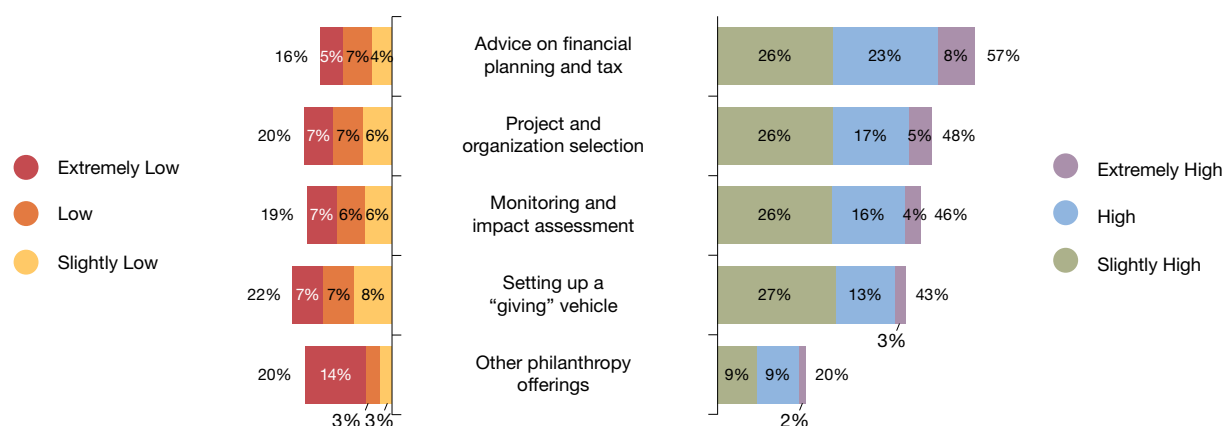 Extremely Low
Low
Slightly Low
16% 5% 7% 4%
Advice on financial
planning and tax
26% 23% 8% 57%
20% 7% 7% 6%
Project and
organization selection
26% 17% 5% 48%
19% 7% 6% 6%
Monitoring and
impact assessment
26% 16% 4% 46%
22% 7% 7% 8%
Setting up a
“giving” vehicle
27% 13% 43%
3%
20% 14%
3% 3%
Other philanthropy
offerings
9% 9% 20%
2%
Extremely High
High
Slightly High